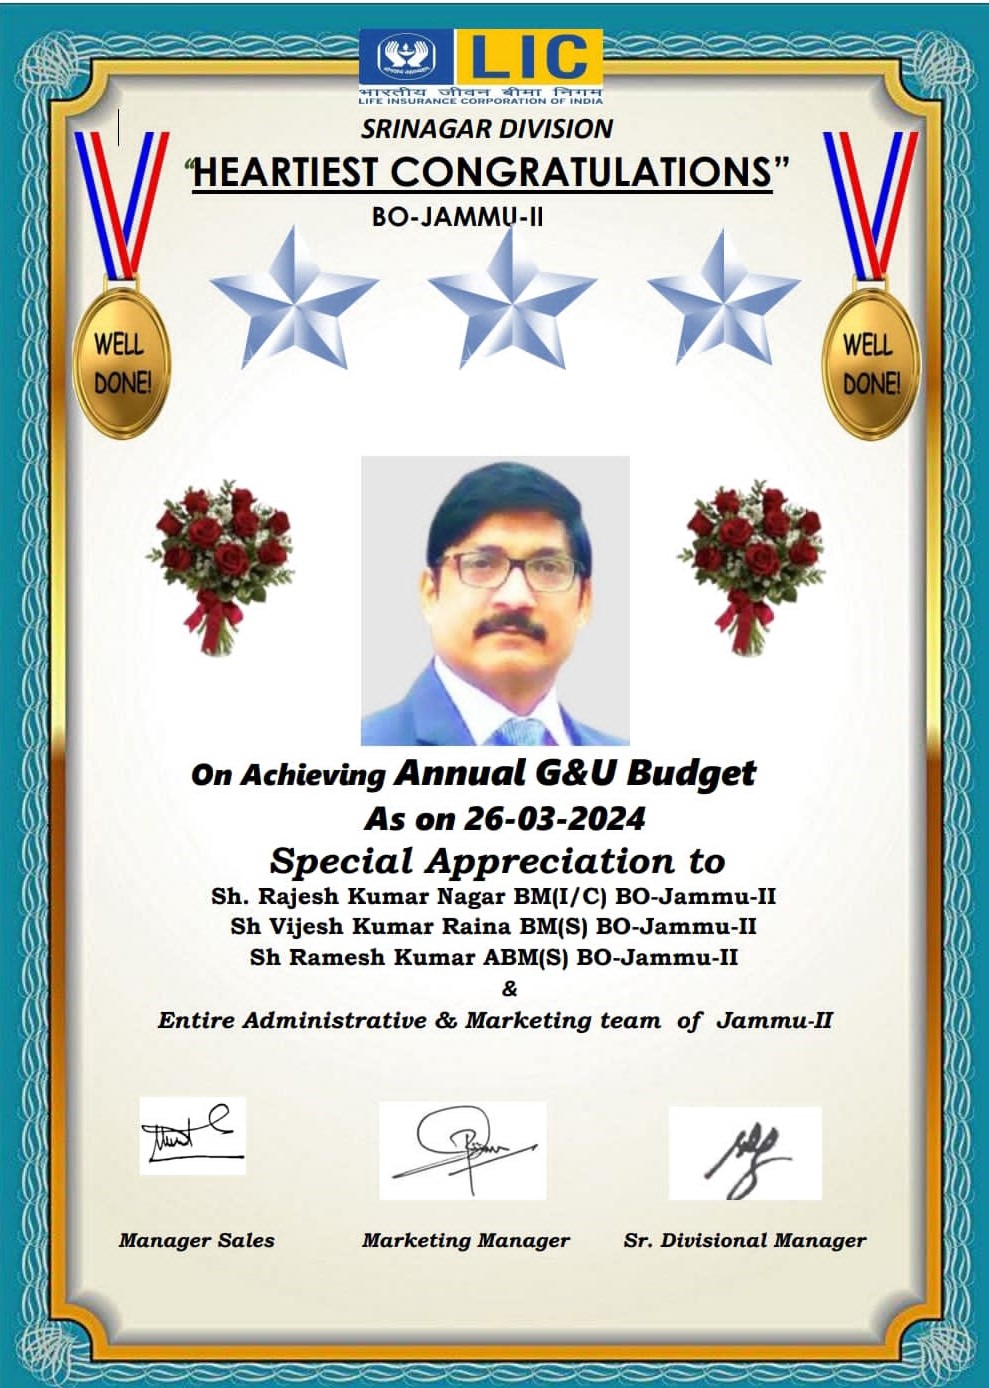 LIC
भारतीय जीवन बीमा निगम
LIFE INSURANCE CORPORATION OF INDIA
SRINAGAR DIVISION
“HEARTIEST CONGRATULATIONS”
BO-JAMMU-II
WELL
DONE!
WELL
DONE!
On Achieving Annual G&U Budget
As on 26-03-2024
Special Appreciation to
Sh. Rajesh Kumar Nagar BM(I/C) BO-Jammu-II
Sh Vijesh Kumar Raina BM(S) BO-Jammu-II
Sh Ramesh Kumar ABM(S) BO-Jammu-II
&
Entire Administrative & Marketing team of Jammu-II
Manager Sales
Marketing Manager
Sr. Divisional Manager